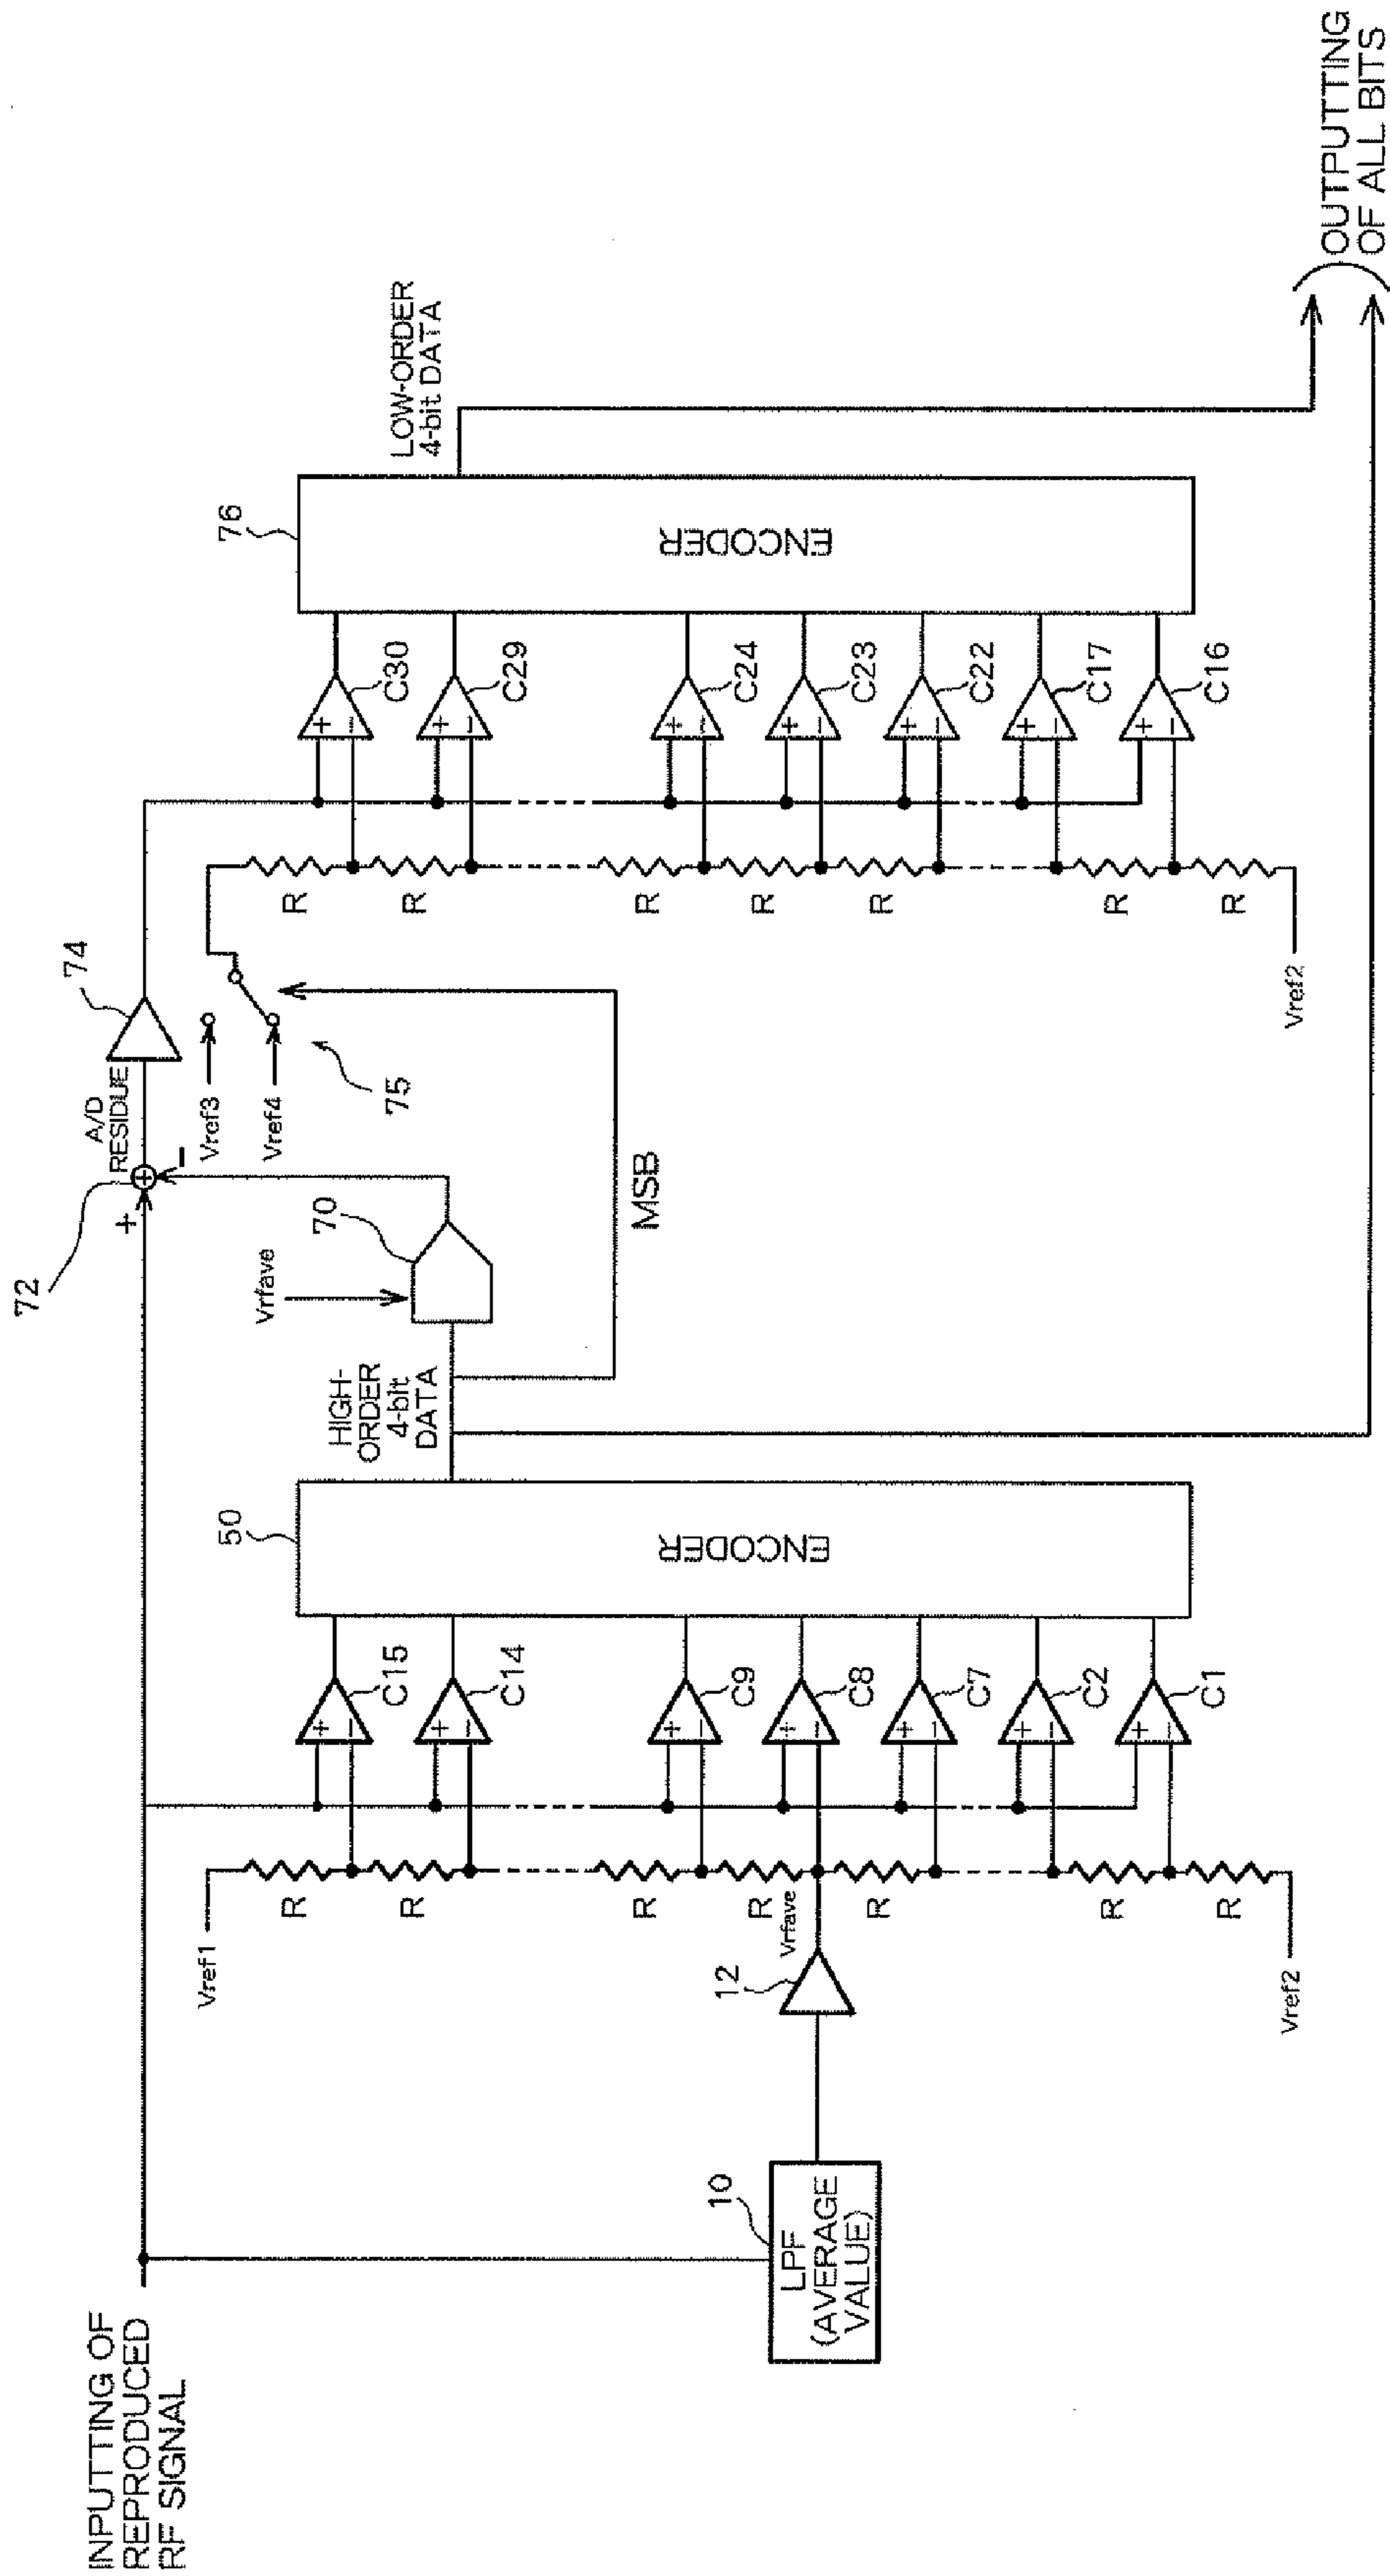 INPUTTING OF
REPRODUCED
RF SIGNAL
10
LPF
(AVERAGE
VALUE)
12
Vrfave
Vref1
R
R
R
R
R
R
R
Vref2
C15
C14
C9
C8
C7
C2
C1
+
−
+
−
+
−
+
−
+
−
+
−
+
−
50
ENCODER
HIGH-
ORDER
4-bit
DATA
Vrfave
70
MSB
72
+
−
+
A/D
RESIDUE
74
Vref3
Vref4
75
R
R
R
R
R
R
R
Vref2
C30
C29
C24
C23
C22
C17
C16
+
−
+
−
+
−
+
−
+
−
+
−
+
−
76
ENCODER
LOW-ORDER
4-bit DATA
OUTPUTTING
OF ALL BITS